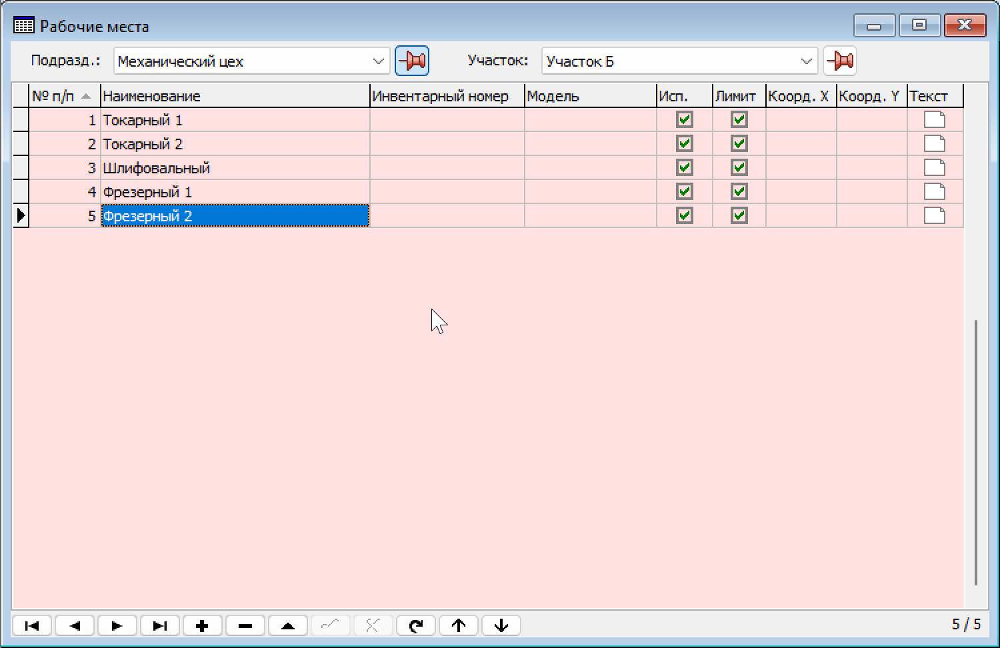 Рабочие места
Подразд.: Механический цех Участок: Участок Б
№ п/п Наименование Инвентарный номер Модель Исп. Лимит Коорд. X Коорд. Y Текст
1 Токарный 1
2 Токарный 2
3 Шлифовальный
4 Фрезерный 1
5 Фрезерный 2
5 / 5